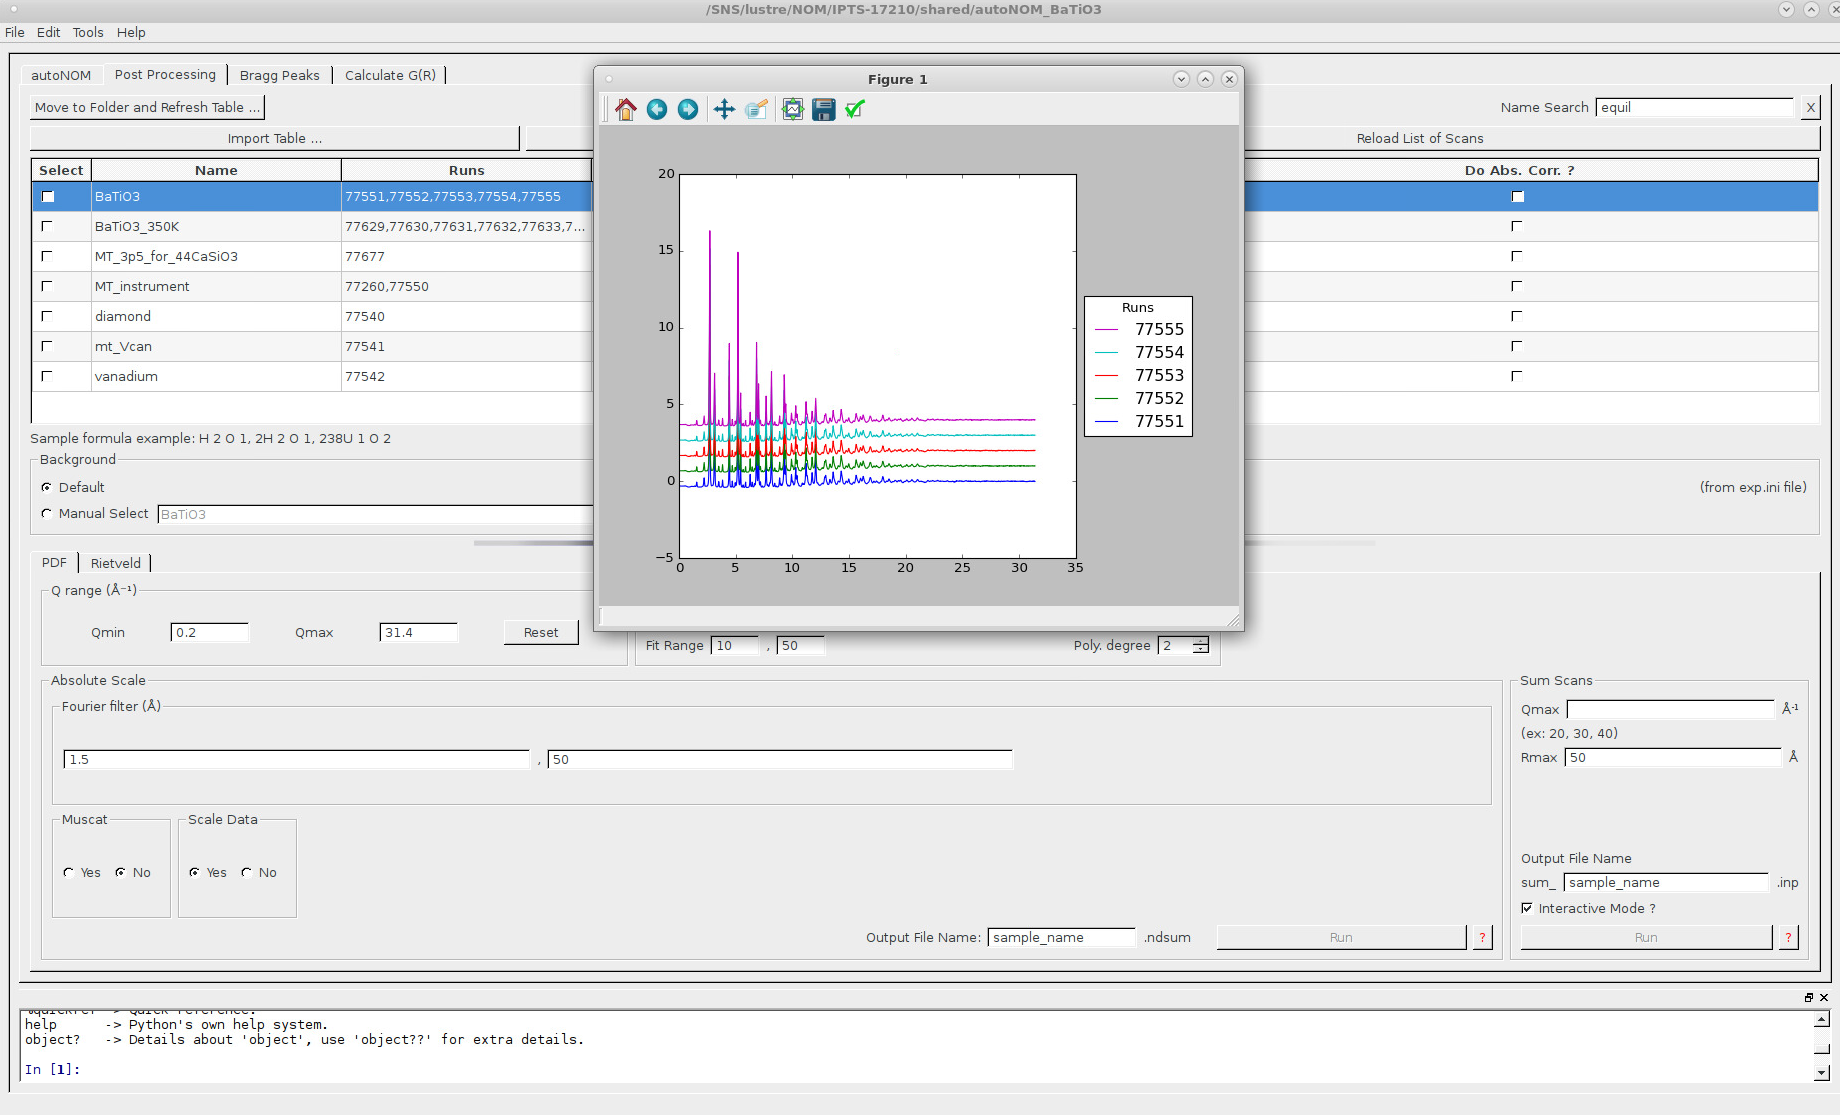 /SNS/lustre/NOM/IPTS-17210/shared/autoNOM_BaTiO3
File Edit Tools Help
autoNOM Post Processing Bragg Peaks Calculate G(R)
Move to Folder and Refresh Table ...
Name Search equil X
Import Table ...
Reload List of Scans
Select Name Runs Do Abs. Corr. ?
BaTiO3 77551,77552,77553,77554,77555
BaTiO3_350K 77629,77630,77631,77632,77633,7...
MT_3p5_for_44CaSiO3 77677
MT_instrument 77260,77550
diamond 77540
mt_Vcan 77541
vanadium 77542
Sample formula example: H 2 O 1, 2H 2 O 1, 238U 1 O 2
Background
Default
(from exp.ini file)
Manual Select BaTiO3
Figure 1
20
15
10
5
0
−5
0 5 10 15 20 25 30 35
Runs
77555
77554
77553
77552
77551
PDF Rietveld
Q range (Å⁻¹)
Qmin 0.2 Qmax 31.4 Reset
Fit Range 10 , 50 Poly. degree 2
Absolute Scale
Fourier filter (Å)
1.5 , 50
Muscat
Yes No
Scale Data
Yes No
Output File Name: sample_name .ndsum Run ?
Sum Scans
Qmax Å⁻¹
(ex: 20, 30, 40)
Rmax 50 Å
Output File Name
sum_ sample_name .inp
Interactive Mode ?
Run ?
%quickref -> Quick reference.
help -> Python's own help system.
object? -> Details about 'object', use 'object??' for extra details.
In [1]: